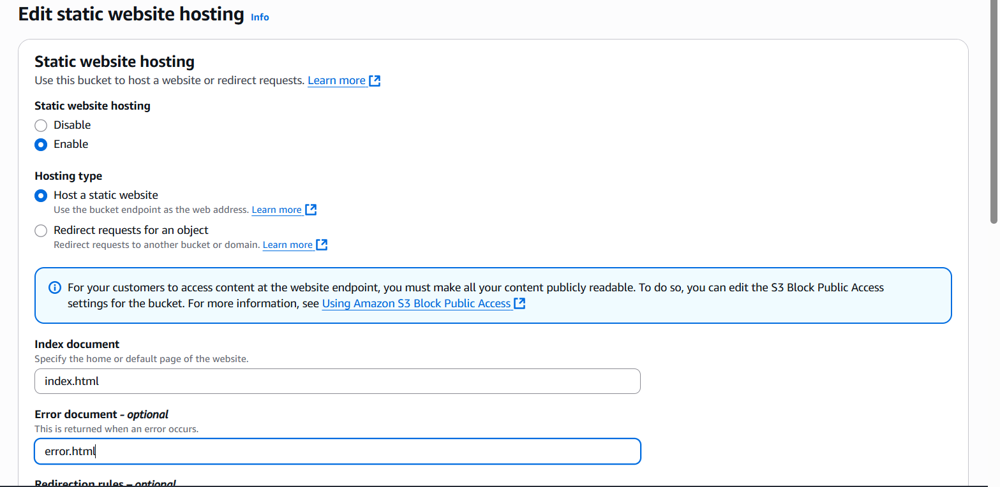 Edit static website hosting Info
Static website hosting
Use this bucket to host a website or redirect requests. Learn more
Static website hosting
Disable
Enable
Hosting type
Host a static website
Use the bucket endpoint as the web address. Learn more
Redirect requests for an object
Redirect requests to another bucket or domain. Learn more
For your customers to access content at the website endpoint, you must make all your content publicly readable. To do so, you can edit the S3 Block Public Access
settings for the bucket. For more information, see Using Amazon S3 Block Public Access
Index document
Specify the home or default page of the website.
index.html
Error document - optional
This is returned when an error occurs.
error.html
Redirection rules – optional